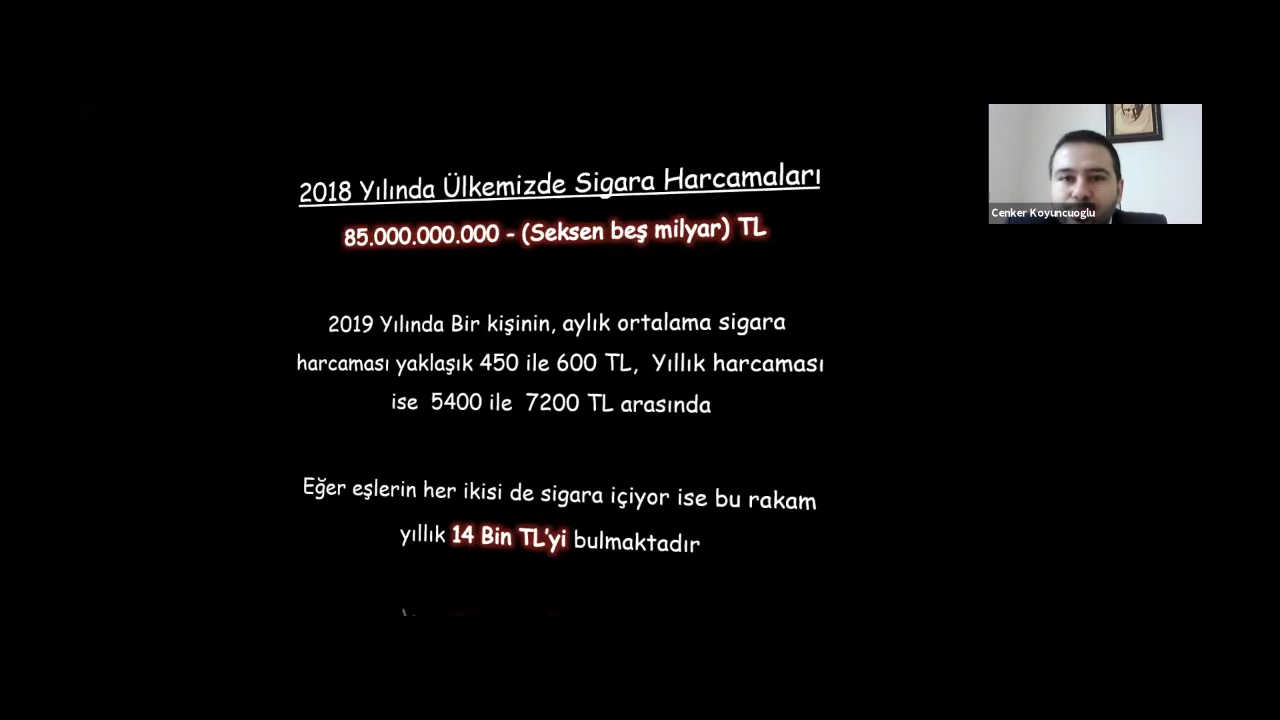 2018 Yılında Ülkemizde Sigara Harcamaları
85.000.000.000 - (Seksen beş milyar) TL
Cenker Koyuncuoglu
2019 Yılında Bir kişinin, aylık ortalama sigara
harcaması yaklaşık 450 ile 600 TL, Yıllık harcaması
ise 5400 ile 7200 TL arasında
Eğer eşlerin her ikisi de sigara içiyor ise bu rakam
yıllık 14 Bin TL'yi bulmaktadır